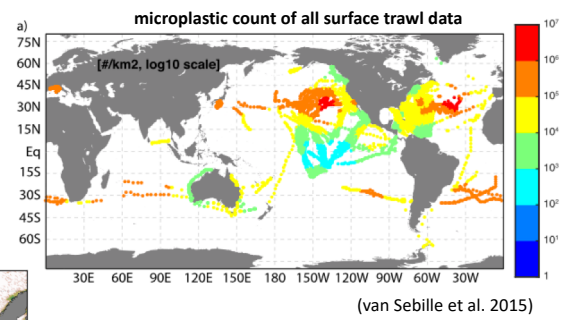 microplastic count of all surface trawl data
a)
[#/km2, log10 scale]
75N
60N
45N
30N
15N
Eq
15S
30S
45S
60S
30E 60E 90E 120E 150E 180 150W 120W 90W 60W 30W
10⁷
10⁶
10⁵
10⁴
10³
10²
10¹
1
(van Sebille et al. 2015)